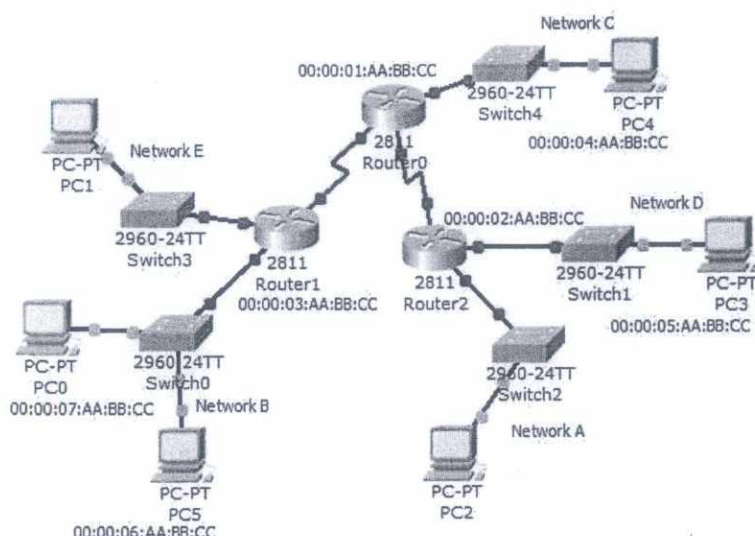 Network C
00:00:01:AA:BB:CC
2960-24TT
Switch4
PC-PT
PC4
00:00:04:AA:BB:CC
2811
Router0
Network E
PC-PT
PC1
2960-24TT
Switch3
2811
Router1
00:00:03:AA:BB:CC
00:00:02:AA:BB:CC
Network D
2811
Router2
2960-24TT
Switch1
PC-PT
PC3
00:00:05:AA:BB:CC
PC-PT
PC0
00:00:07:AA:BB:CC
2960-24TT
Switch0
Network B
PC-PT
PC5
00:00:06:AA:BB:CC
2960-24TT
Switch2
Network A
PC-PT
PC2